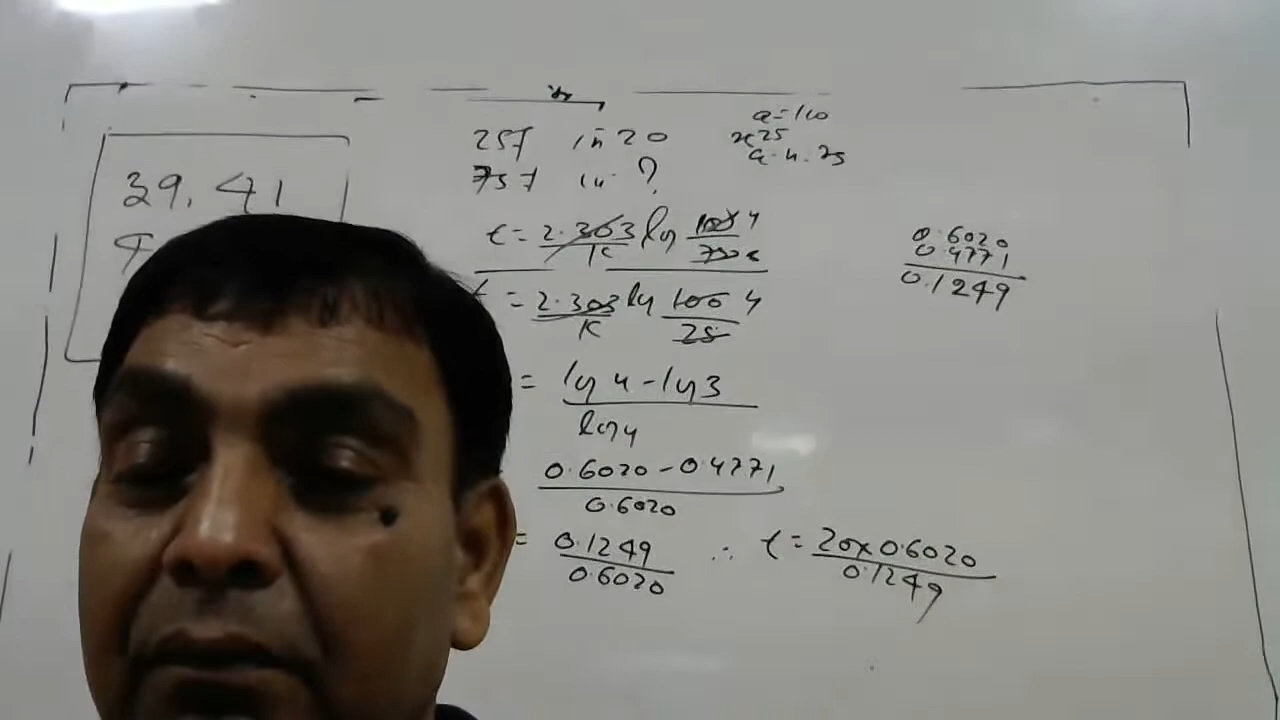 39, 41
25% in 20
75% in ?
a = 100
x 25
a-x = 75
t = 2.303/K log 100 4/75
t = 2.303/K log 100 4/25
= log 4 - log 3 / log 4
0.6020 - 0.4771 / 0.6020
= 0.1249 / 0.6020
∴ t = 20 x 0.6020 / 0.1249
0.6020
0.4771
0.1249